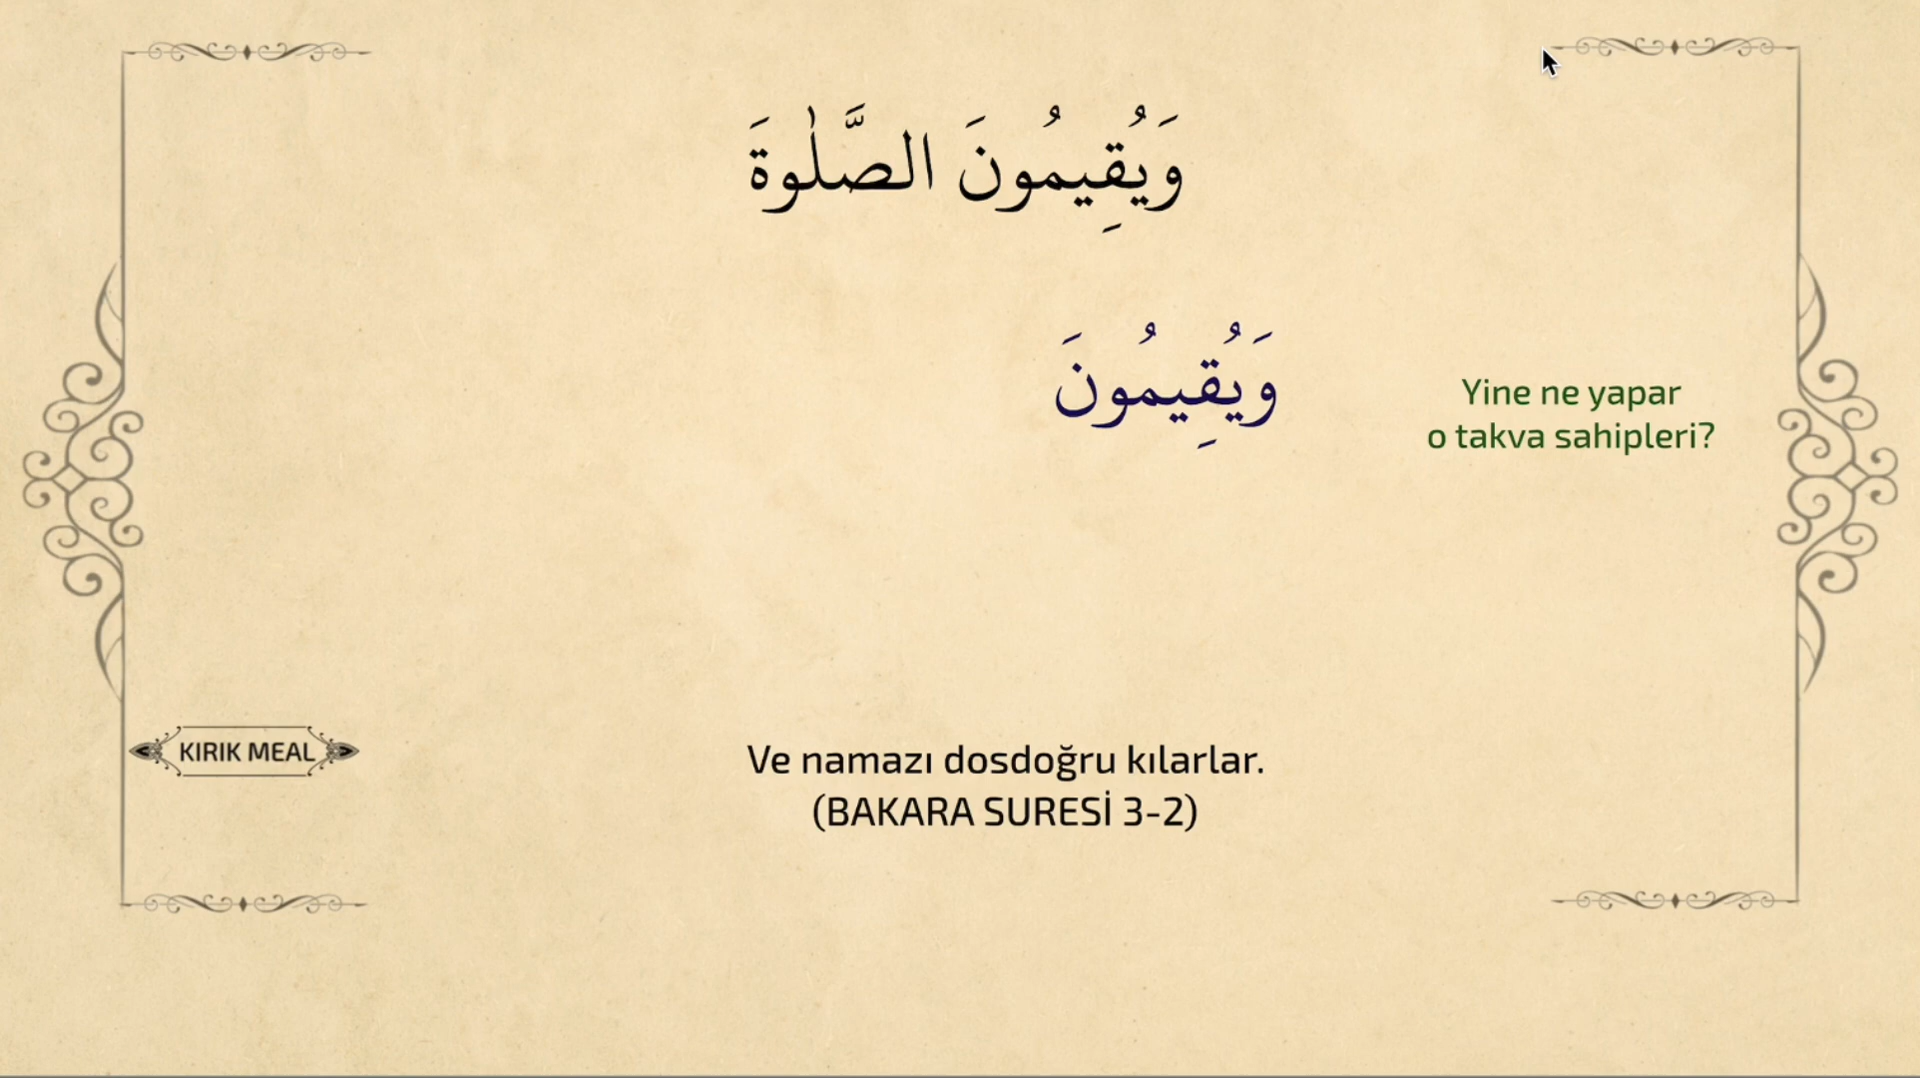 وَيُقِيمُونَ الصَّلٰوةَ
وَيُقِيمُونَ
Yine ne yapar
o takva sahipleri?
KIRIK MEAL
Ve namazı dosdoğru kılarlar.
(BAKARA SURESİ 3-2)